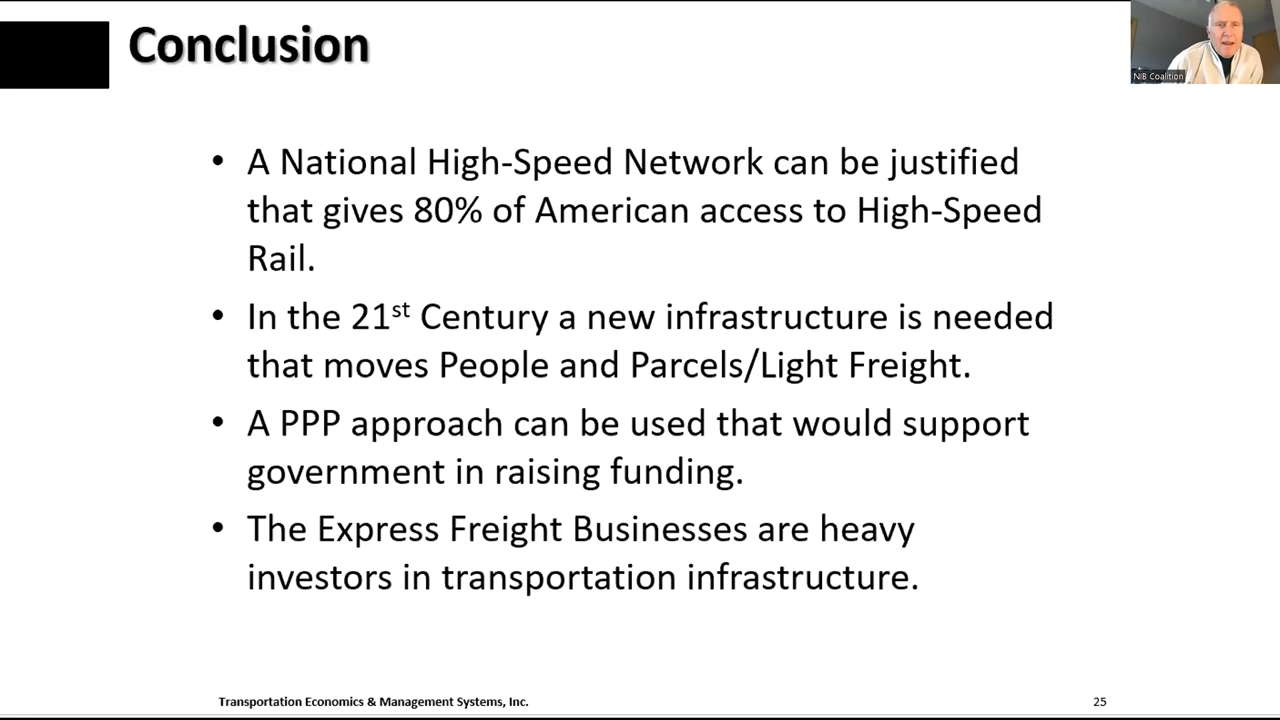 Conclusion
NIB Coalition
• A National High-Speed Network can be justified
that gives 80% of American access to High-Speed
Rail.
• In the 21st Century a new infrastructure is needed
that moves People and Parcels/Light Freight.
• A PPP approach can be used that would support
government in raising funding.
• The Express Freight Businesses are heavy
investors in transportation infrastructure.
Transportation Economics & Management Systems, Inc.
25